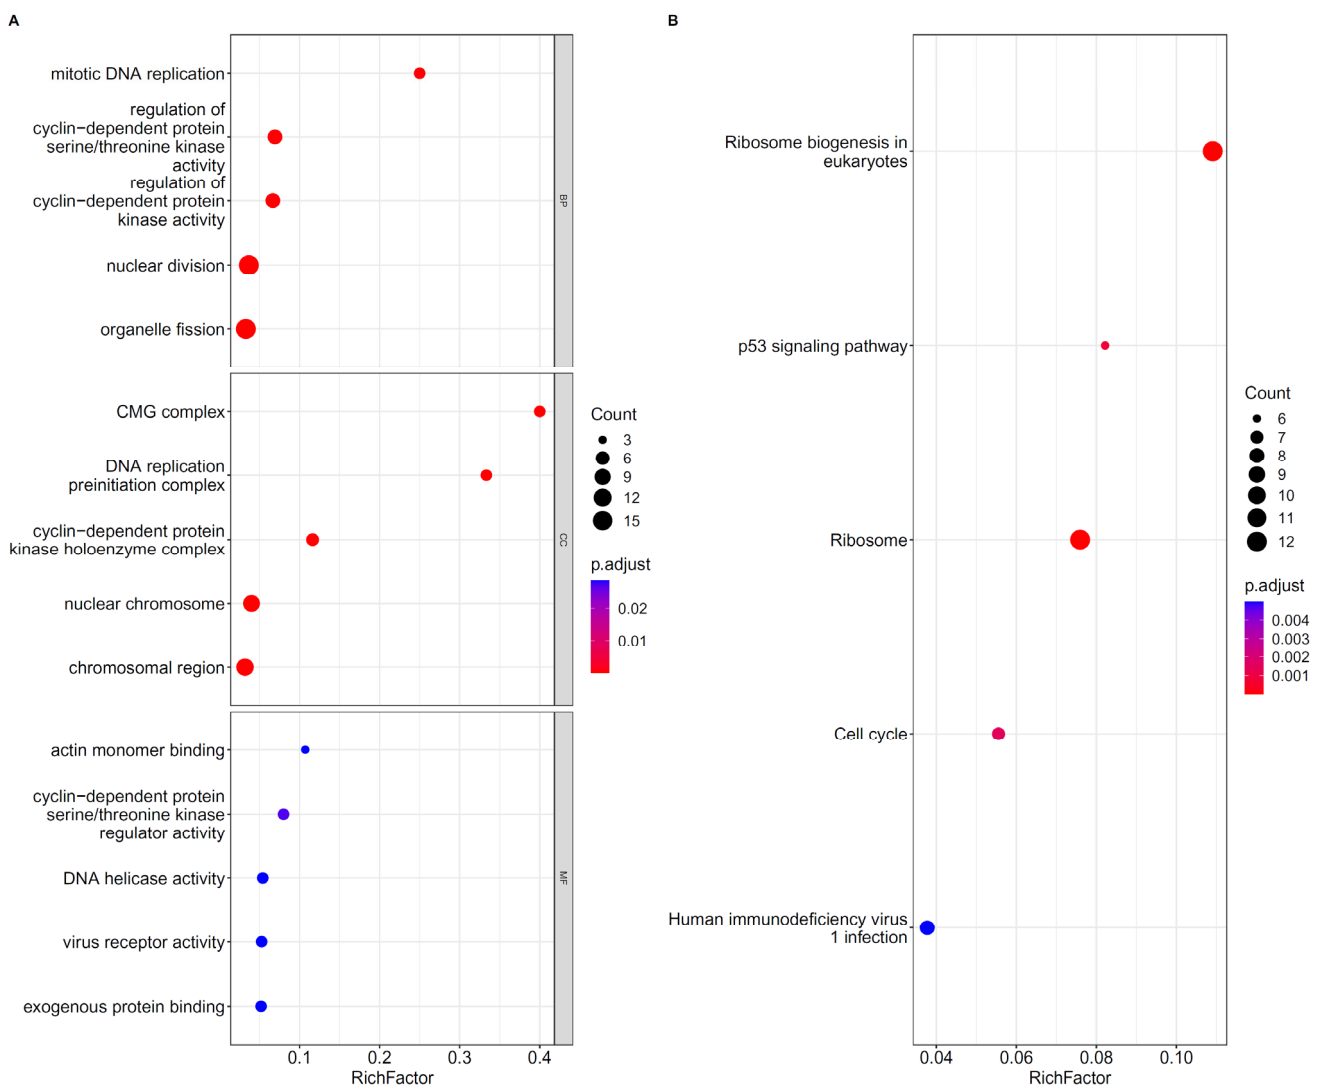 A
mitotic DNA replication
regulation of
cyclin−dependent protein
serine/threonine kinase
activity
regulation of
cyclin−dependent protein
kinase activity
nuclear division
organelle fission
BP
CMG complex
DNA replication
preinitiation complex
cyclin−dependent protein
kinase holoenzyme complex
nuclear chromosome
chromosomal region
CC
actin monomer binding
cyclin−dependent protein
serine/threonine kinase
regulator activity
DNA helicase activity
virus receptor activity
exogenous protein binding
MF
0.1 0.2 0.3 0.4
RichFactor
Count
3
6
9
12
15
p.adjust
0.02
0.01
B
Ribosome biogenesis in
eukaryotes
p53 signaling pathway
Ribosome
Cell cycle
Human immunodeficiency virus
1 infection
0.04 0.06 0.08 0.10
RichFactor
Count
6
7
8
9
10
11
12
p.adjust
0.004
0.003
0.002
0.001